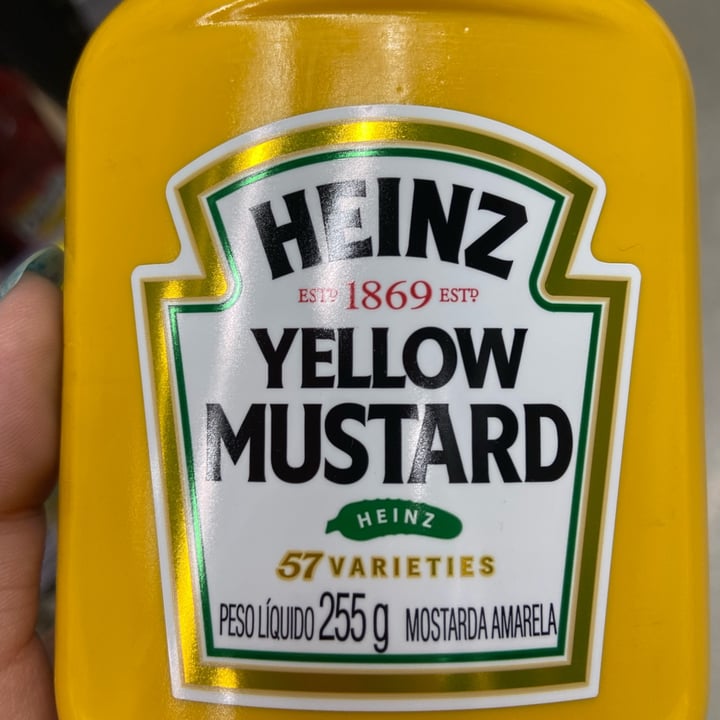 HEINZ
ESTD 1869 ESTD
YELLOW
MUSTARD
HEINZ
57 VARIETIES
PESO LÍQUIDO 255 g MOSTARDA AMARELA